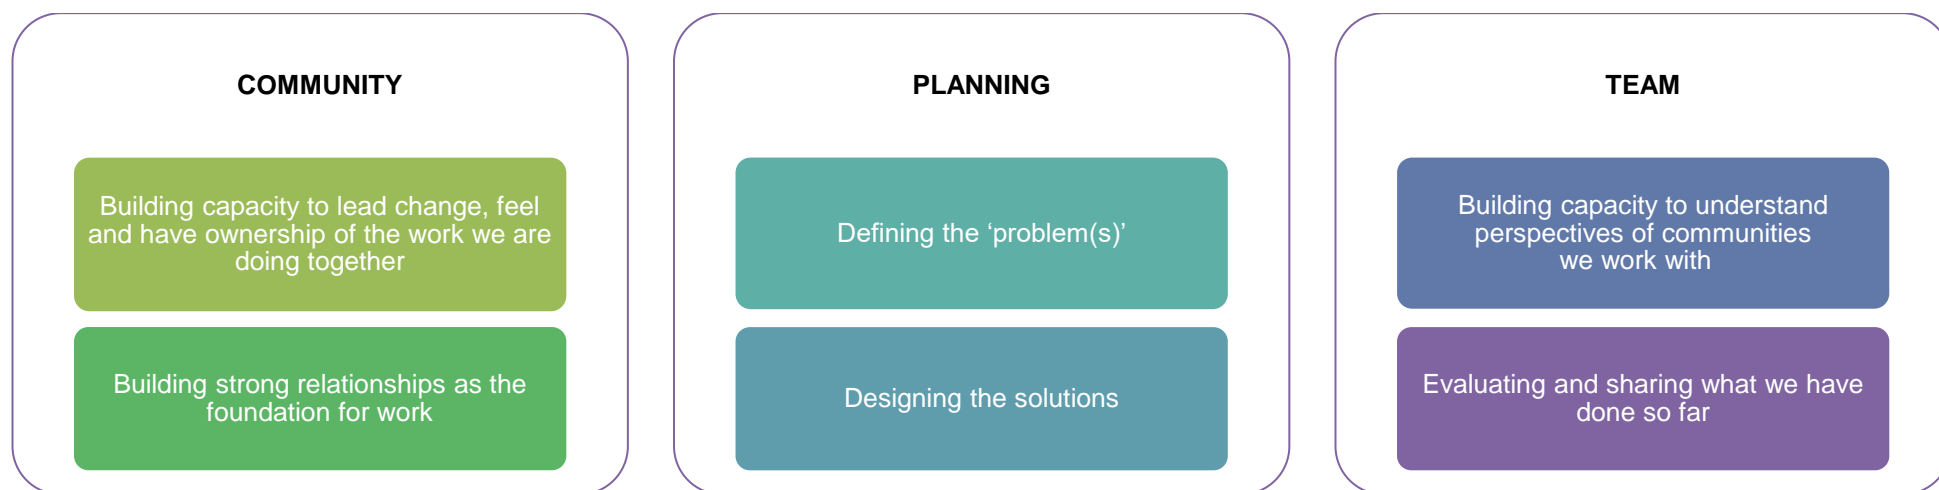 COMMUNITY
Building capacity to lead change, feel
and have ownership of the work we are
doing together
Building strong relationships as the
foundation for work
PLANNING
Defining the ‘problem(s)’
Designing the solutions
TEAM
Building capacity to understand
perspectives of communities
we work with
Evaluating and sharing what we have
done so far